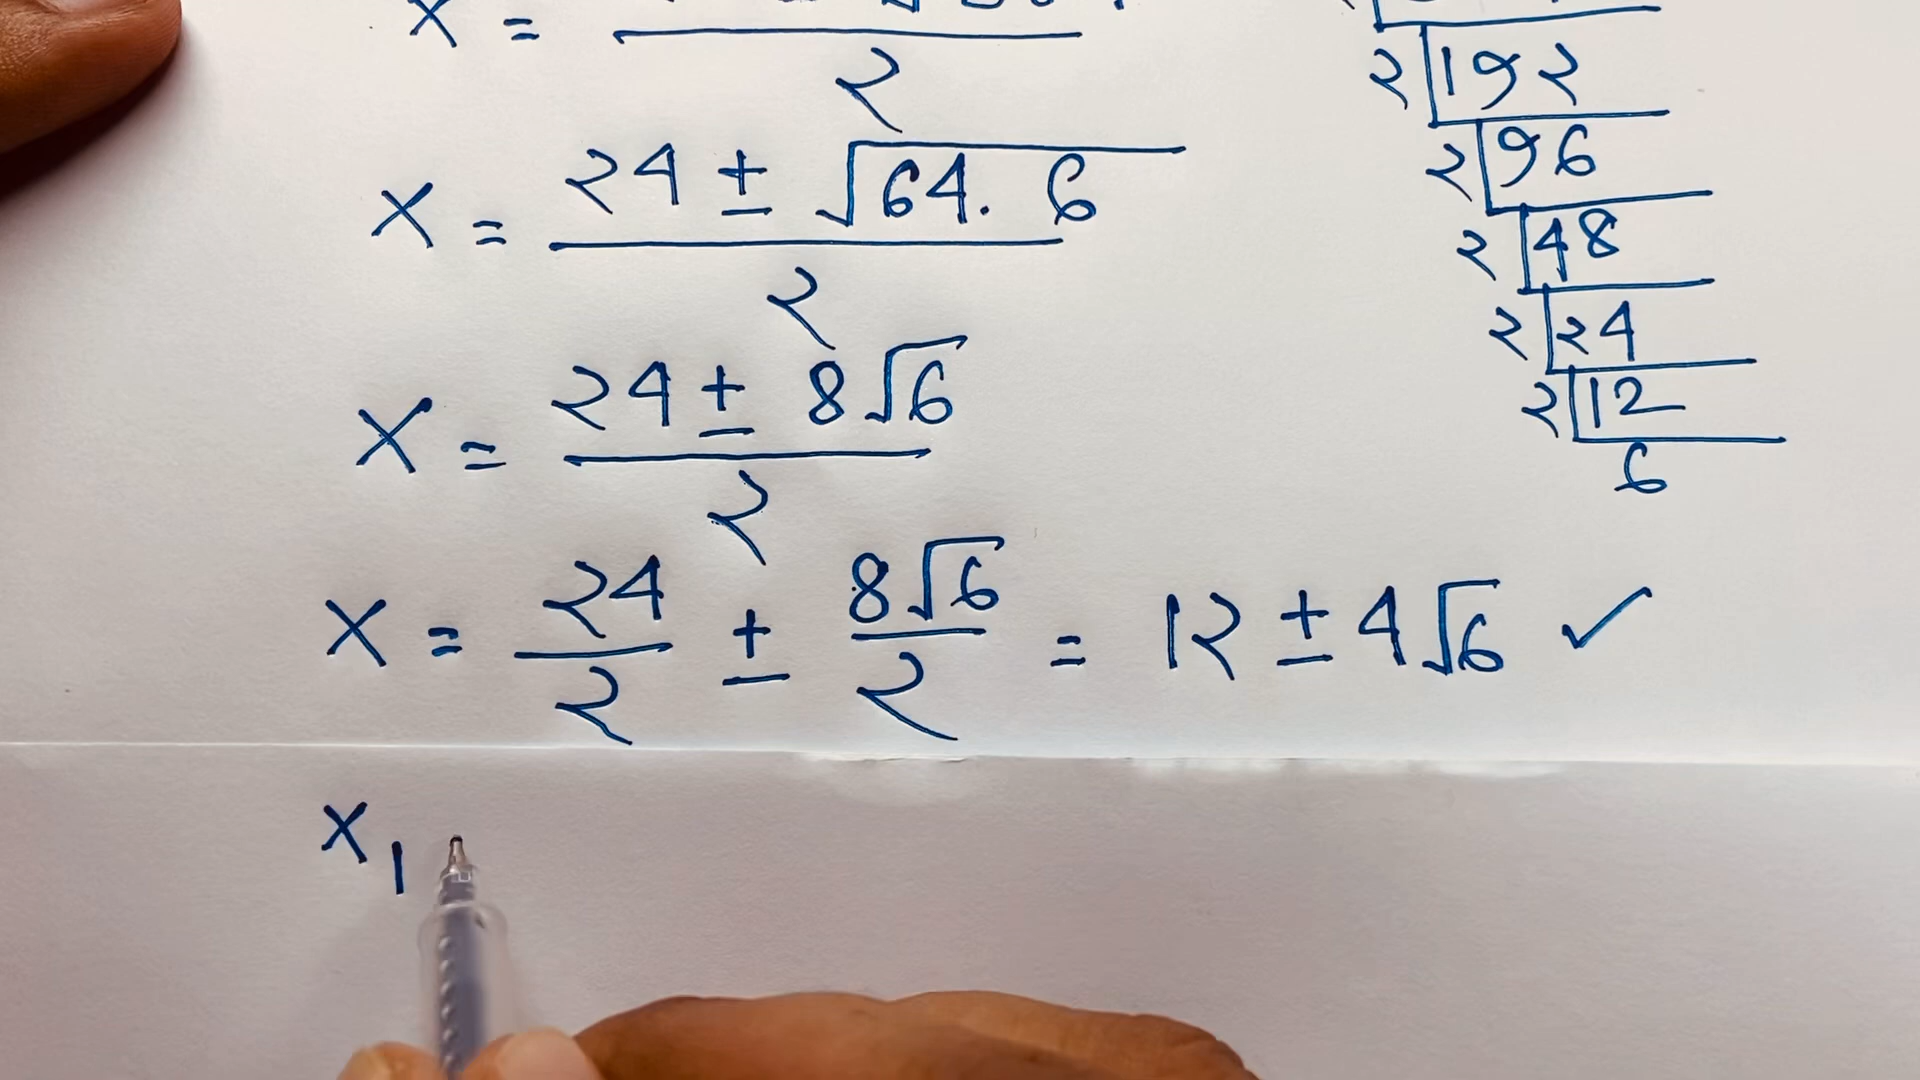 x =
2
x = 24 ± √64. 6
2
x = 24 ± 8√6
2
x = 24/2 ± 8√6/2 = 12 ± 4√6 ✓
x₁
2 | 192
2 | 96
2 | 48
2 | 24
2 | 12
6